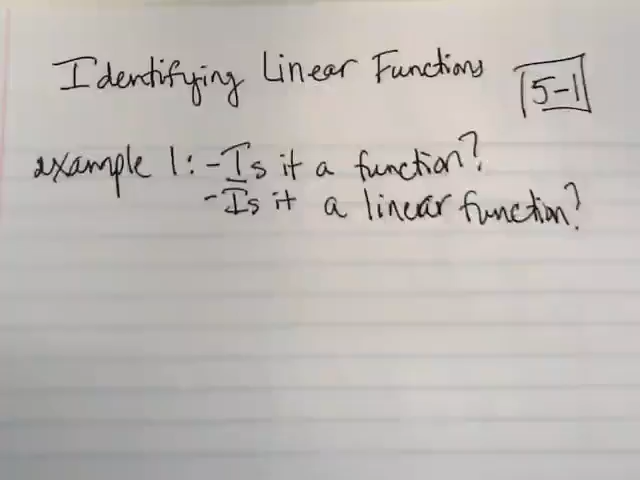 Identifying Linear Functions 5-1
example 1: - Is it a function?
- Is it a linear function?